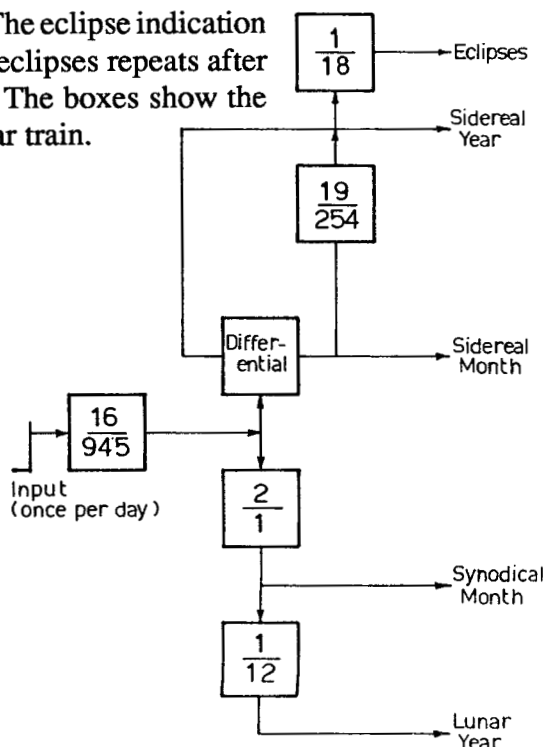 The eclipse indication
eclipses repeats after
The boxes show the
ar train.
1
18
Eclipses
Sidereal
Year
19
254
Differ-
ential
Sidereal
Month
16
945
Input
(once per day)
2
1
Synodical
Month
1
12
Lunar
Year